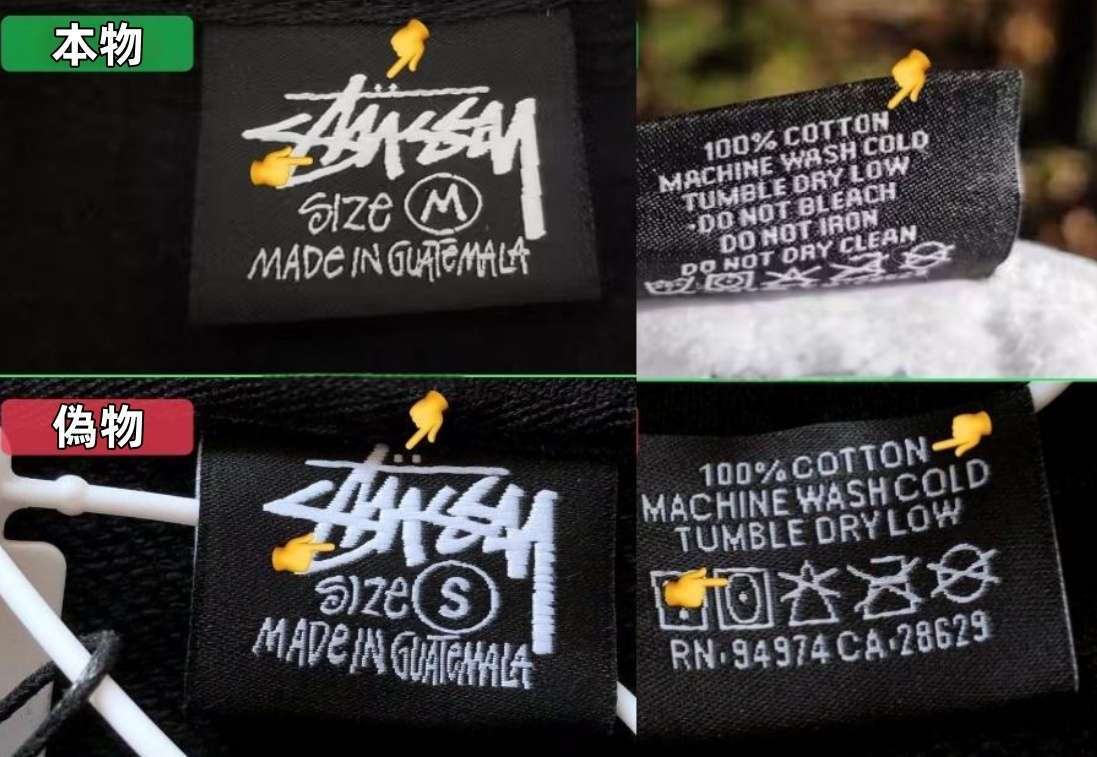 本物
STÜSSY
SIZE M
MADE IN GUATEMALA
100% COTTON
MACHINE WASH COLD
TUMBLE DRY LOW
DO NOT BLEACH
DO NOT IRON
DO NOT DRY CLEAN
偽物
STÜSSY
SIZE S
MADE IN GUATEMALA
100% COTTON
MACHINE WASH COLD
TUMBLE DRY LOW
RN·94974 CA·28629